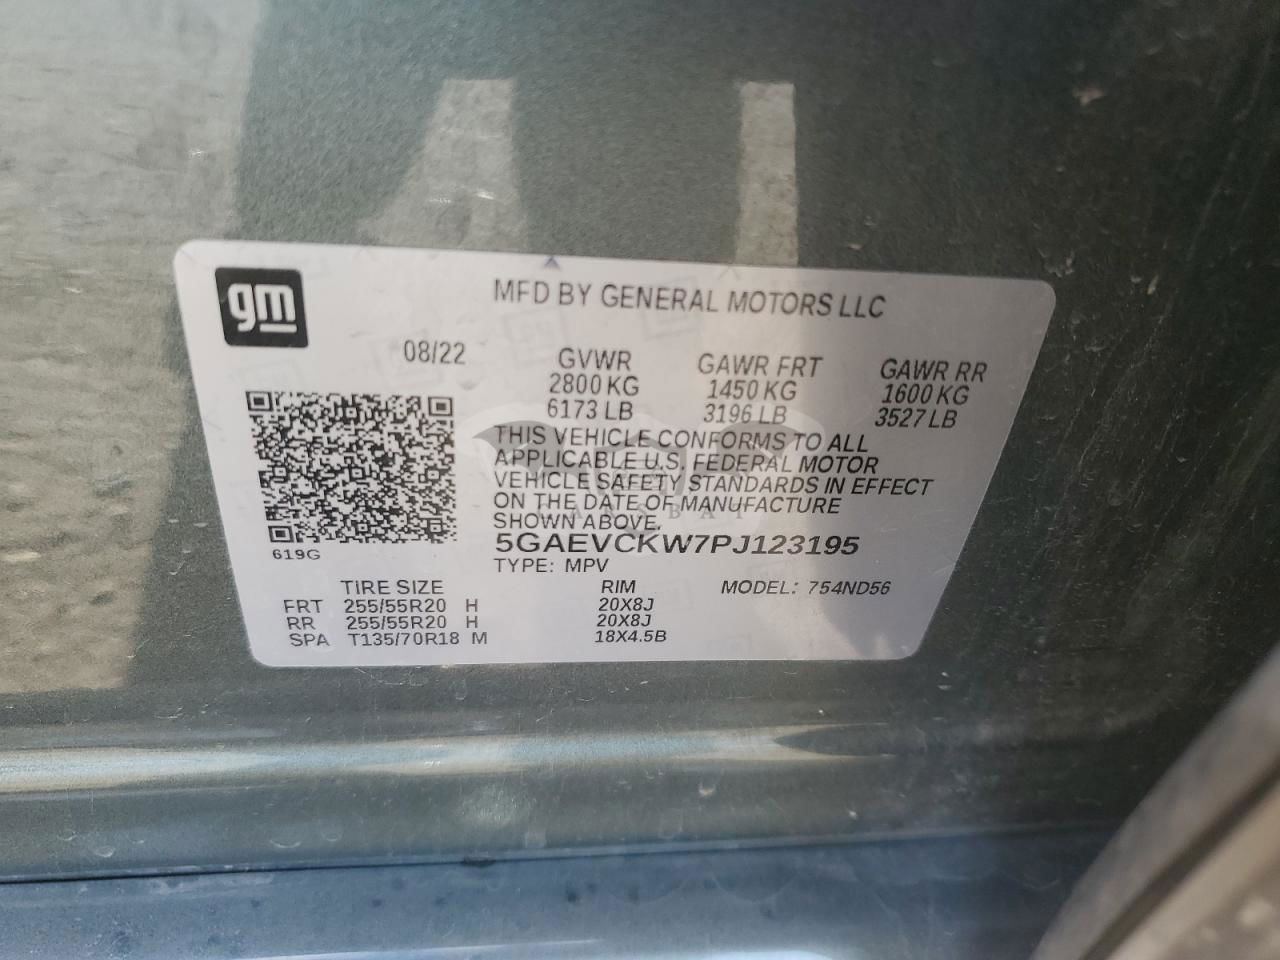 gm
MFD BY GENERAL MOTORS LLC
08/22
GVWR GAWR FRT GAWR RR
2800 KG 1450 KG 1600 KG
6173 LB 3196 LB 3527 LB
THIS VEHICLE CONFORMS TO ALL
APPLICABLE U.S. FEDERAL MOTOR
VEHICLE SAFETY STANDARDS IN EFFECT
ON THE DATE OF MANUFACTURE
SHOWN ABOVE.
5GAEVCKW7PJ123195
619G
TYPE: MPV
TIRE SIZE RIM MODEL: 754ND56
FRT 255/55R20 H 20X8J
RR 255/55R20 H 20X8J
SPA T135/70R18 M 18X4.5B